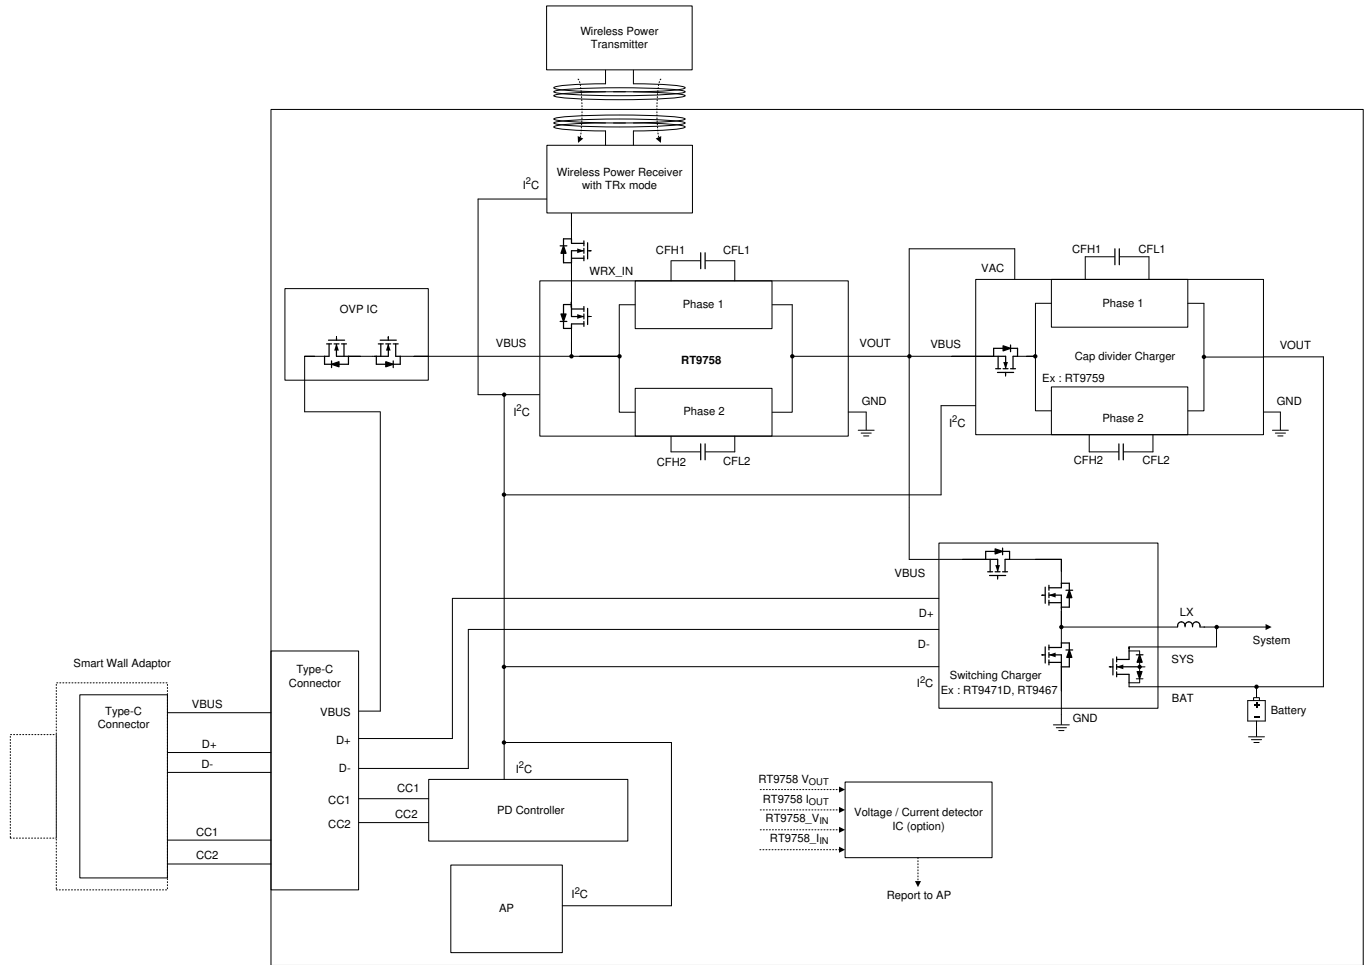 Wireless Power
Transmitter
Wireless Power Receiver
with TRx mode
I²C
WRX_IN
CFH1
CFL1
Phase 1
VBUS
RT9758
VOUT
Phase 2
I²C
GND
CFH2
CFL2
OVP IC
VAC
CFH1
CFL1
Phase 1
VBUS
Cap divider Charger
Ex : RT9759
VOUT
Phase 2
I²C
GND
CFH2
CFL2
VBUS
D+
D-
I²C
Switching Charger
Ex : RT9471D, RT9467
GND
LX
System
SYS
BAT
Battery
Smart Wall Adaptor
Type-C
Connector
VBUS
D+
D-
CC1
CC2
Type-C
Connector
VBUS
D+
D-
CC1
CC2
CC1
CC2
I²C
PD Controller
AP
I²C
RT9758 VOUT
RT9758 IOUT
RT9758_VIN
RT9758_IIN
Voltage / Current detector
IC (option)
Report to AP